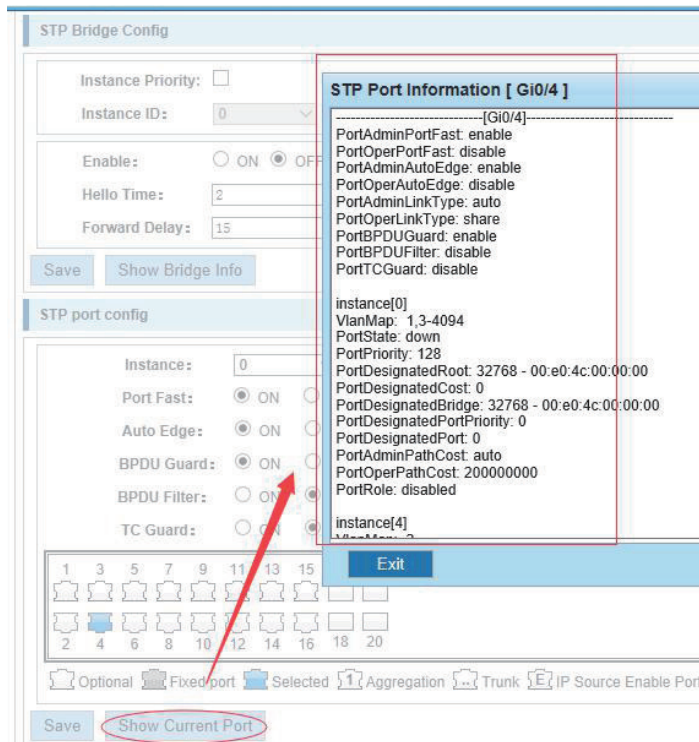 STP Bridge Config
Instance Priority:
Instance ID: 0
Enable: ON OFF
Hello Time: 2
Forward Delay: 15
Save Show Bridge Info
STP port config
Instance: 0
Port Fast: ON
Auto Edge: ON
BPDU Guard: ON
BPDU Filter: ON
TC Guard: ON
1 3 5 7 9 11 13 15
2 4 6 8 10 12 14 16 18 20
Optional Fixed port Selected 1 Aggregation .. Trunk E IP Source Enable Port
Save Show Current Port
STP Port Information [ Gi0/4 ]
------------------------------[Gi0/4]------------------------------
PortAdminPortFast: enable
PortOperPortFast: disable
PortAdminAutoEdge: enable
PortOperAutoEdge: disable
PortAdminLinkType: auto
PortOperLinkType: share
PortBPDUGuard: enable
PortBPDUFilter: disable
PortTCGuard: disable
instance[0]
VlanMap: 1,3-4094
PortState: down
PortPriority: 128
PortDesignatedRoot: 32768 - 00:e0:4c:00:00:00
PortDesignatedCost: 0
PortDesignatedBridge: 32768 - 00:e0:4c:00:00:00
PortDesignatedPortPriority: 0
PortDesignatedPort: 0
PortAdminPathCost: auto
PortOperPathCost: 200000000
PortRole: disabled
instance[4]
Exit